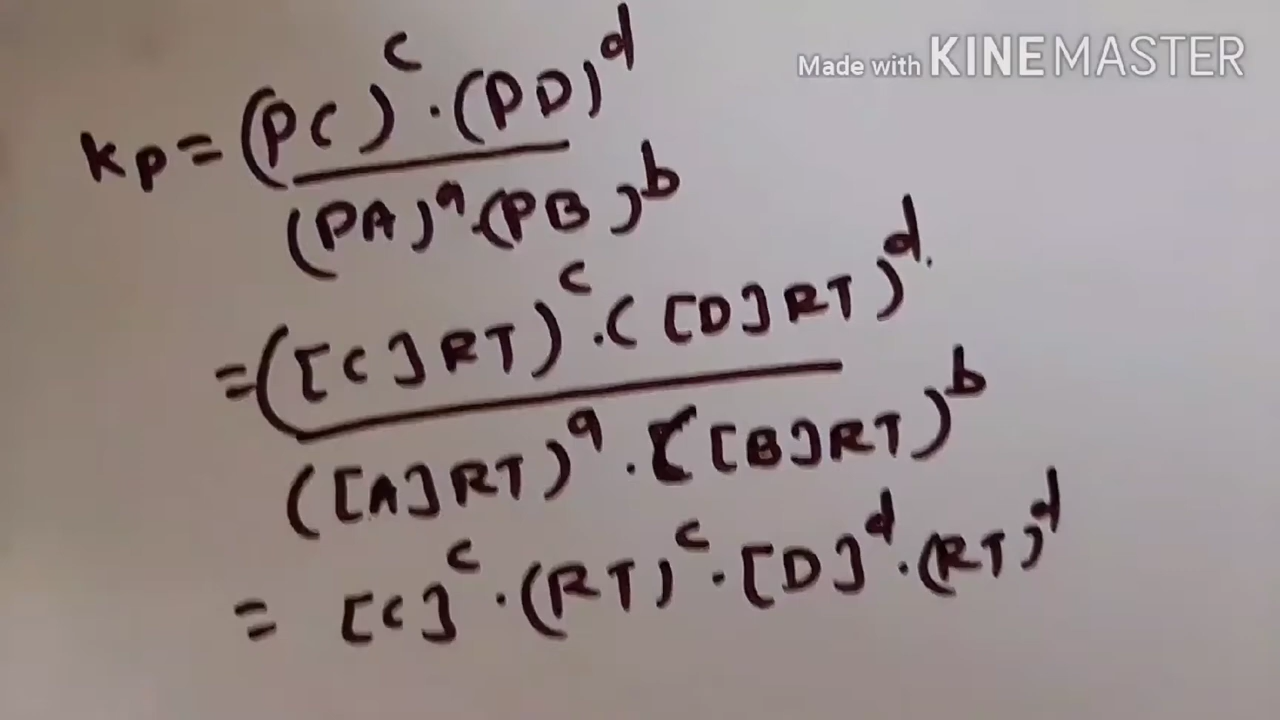 Made with KINEMASTER
Kp = (PC)^c . (PD)^d
(PA)^a . (PB)^b
= ([C]RT)^c . ([D]RT)^d
([A]RT)^a . ([B]RT)^b
= [C]^c . (RT)^c . [D]^d . (RT)^d